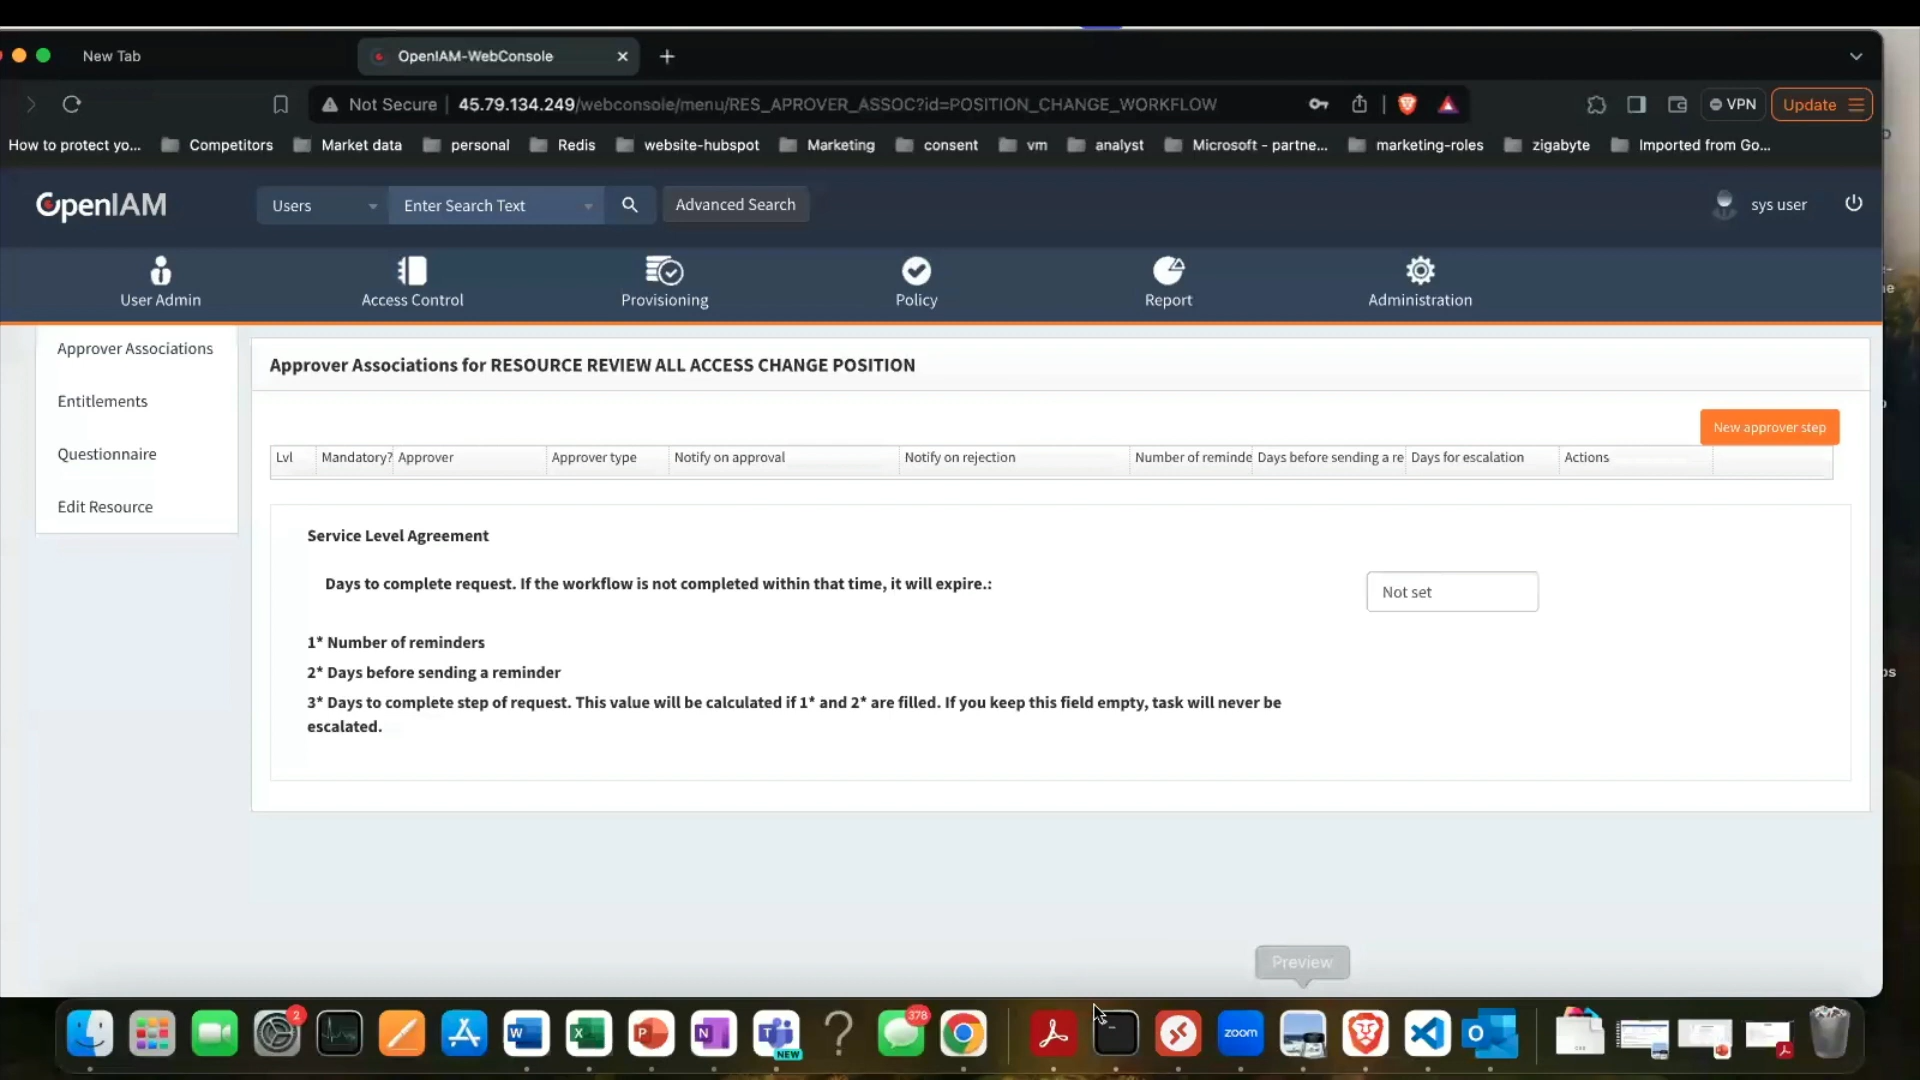 New Tab
OpenIAM-WebConsole
Not Secure
45.79.134.249/webconsole/menu/RES_APROVER_ASSOC?id=POSITION_CHANGE_WORKFLOW
VPN
Update
How to protect yo...
Competitors
Market data
personal
Redis
website-hubspot
Marketing
consent
vm
analyst
Microsoft - partne...
marketing-roles
zigabyte
Imported from Go...
OpenIAM
Users
Enter Search Text
Advanced Search
sys user
User Admin
Access Control
Provisioning
Policy
Report
Administration
Approver Associations
Entitlements
Questionnaire
Edit Resource
Approver Associations for RESOURCE REVIEW ALL ACCESS CHANGE POSITION
New approver step
Lvl
Mandatory?
Approver
Approver type
Notify on approval
Notify on rejection
Number of reminde
Days before sending a re
Days for escalation
Actions
Service Level Agreement
Days to complete request. If the workflow is not completed within that time, it will expire.:
Not set
1* Number of reminders
2* Days before sending a reminder
3* Days to complete step of request. This value will be calculated if 1* and 2* are filled. If you keep this field empty, task will never be
escalated.
Preview
2
W
X
P
N
T
NEW
378
zoom
O